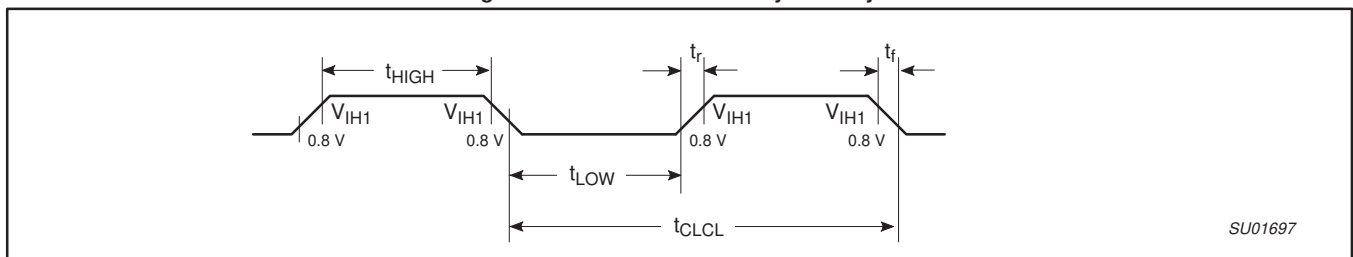 tHIGH
tr
tf
VIH1
VIH1
VIH1
VIH1
0.8 V
0.8 V
0.8 V
0.8 V
tLOW
tCLCL
SU01697